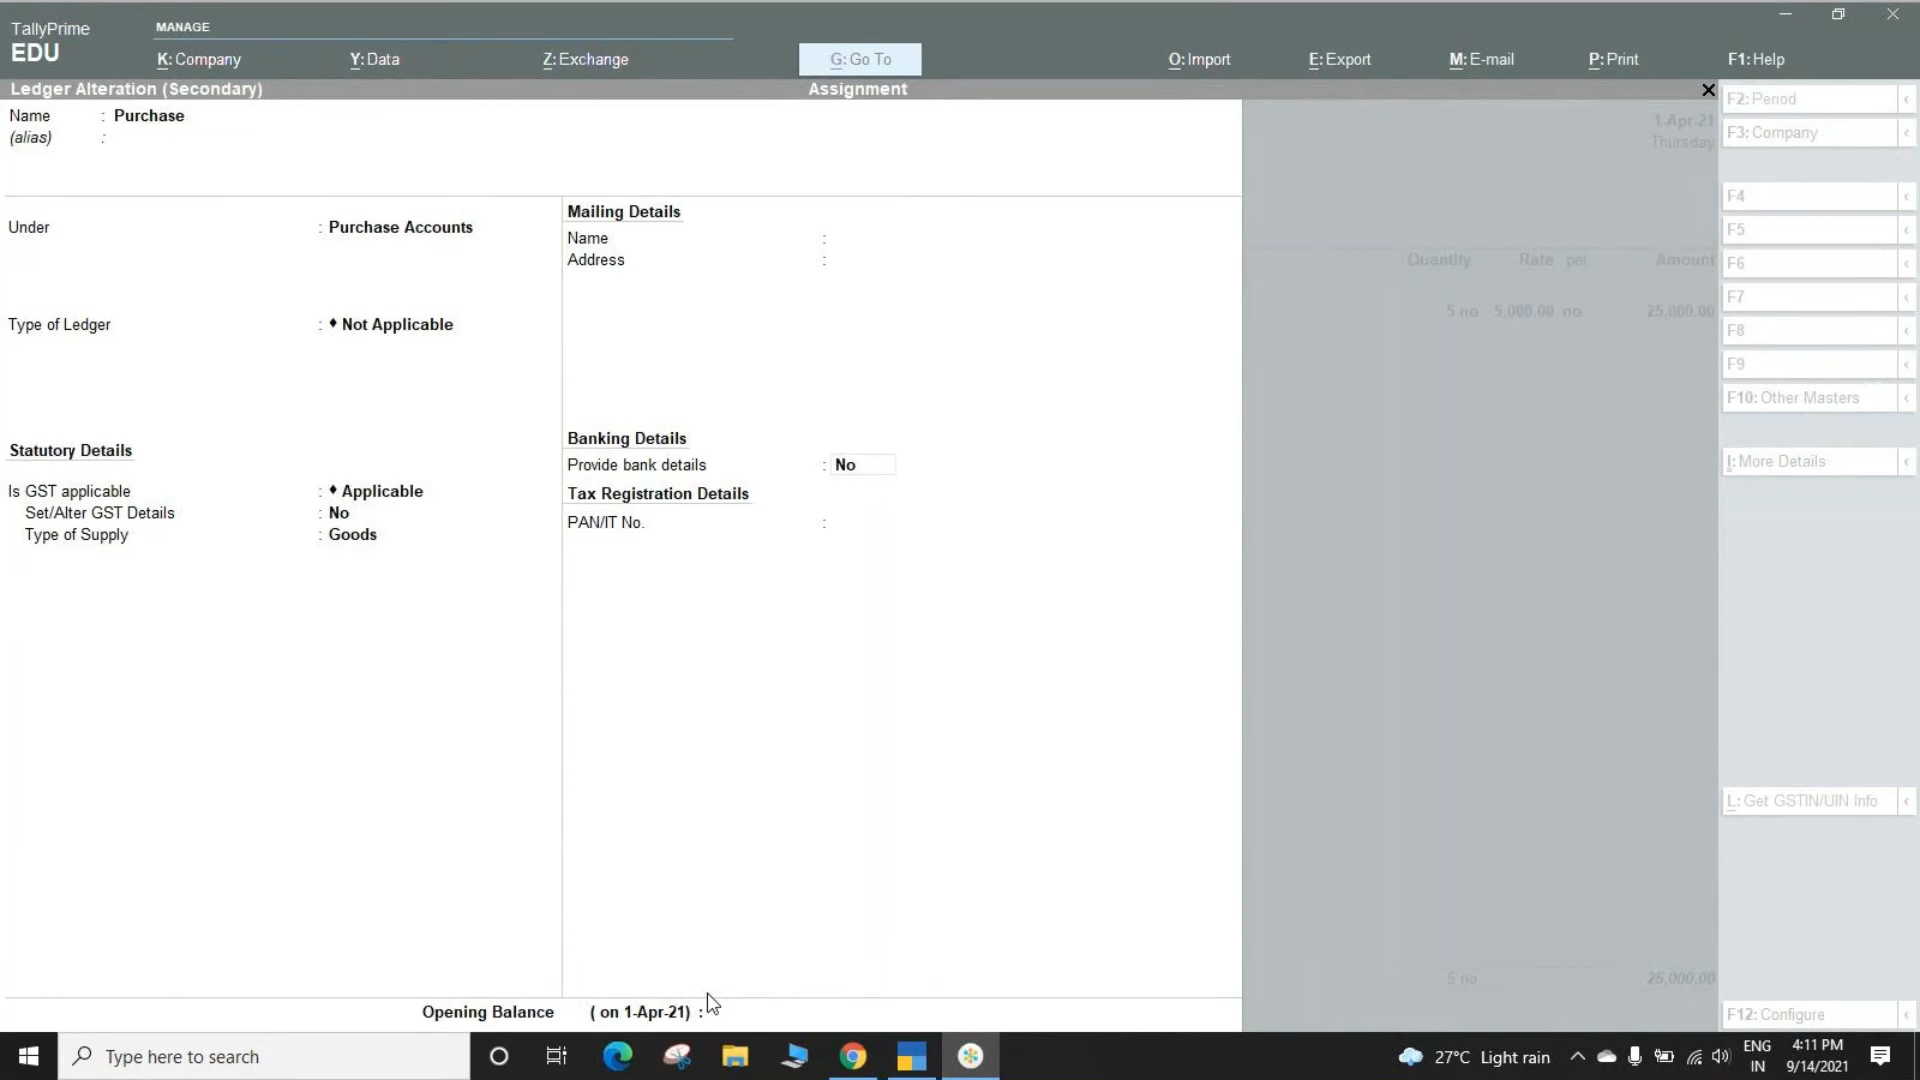 TallyPrime
EDU
MANAGE
K: Company
Y: Data
Z: Exchange
G: Go To
O: Import
E: Export
M: E-mail
P: Print
F1: Help
Ledger Alteration (Secondary)
Assignment
Name : Purchase
(alias) :
Under : Purchase Accounts
Type of Ledger : ♦ Not Applicable
Statutory Details
Is GST applicable : ♦ Applicable
Set/Alter GST Details : No
Type of Supply : Goods
Mailing Details
Name :
Address :
Banking Details
Provide bank details : No
Tax Registration Details
PAN/IT No. :
Opening Balance ( on 1-Apr-21) :
1-Apr-21
Thursday
Quantity Rate per Amount
5 no 5,000.00 no 25,000.00
5 no 25,000.00
F2: Period
F3: Company
F4
F5
F6
F7
F8
F9
F10: Other Masters
I: More Details
L: Get GSTIN/UIN Info
F12: Configure
Type here to search
27°C Light rain
ENG
IN
4:11 PM
9/14/2021